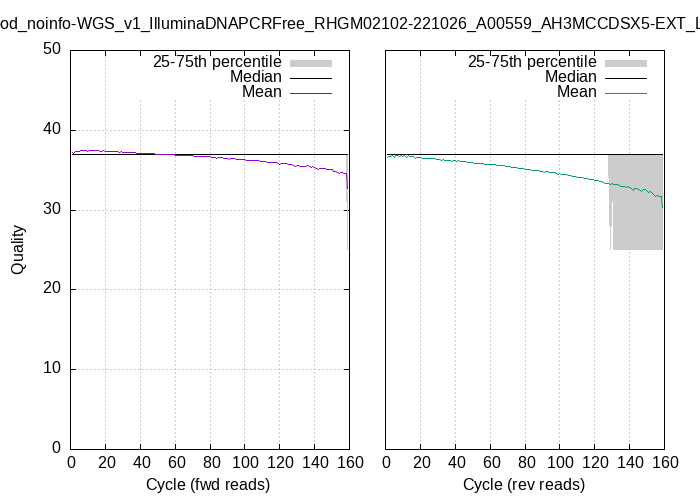 od_noinfo-WGS_v1_IlluminaDNAPCRFree_RHGM02102-221026_A00559_AH3MCCDSX5-EXT_L
50
40
30
20
10
0
Quality
25-75th percentile
Median
Mean
0 20 40 60 80 100 120 140 160
Cycle (fwd reads)
25-75th percentile
Median
Mean
0 20 40 60 80 100 120 140 160
Cycle (rev reads)